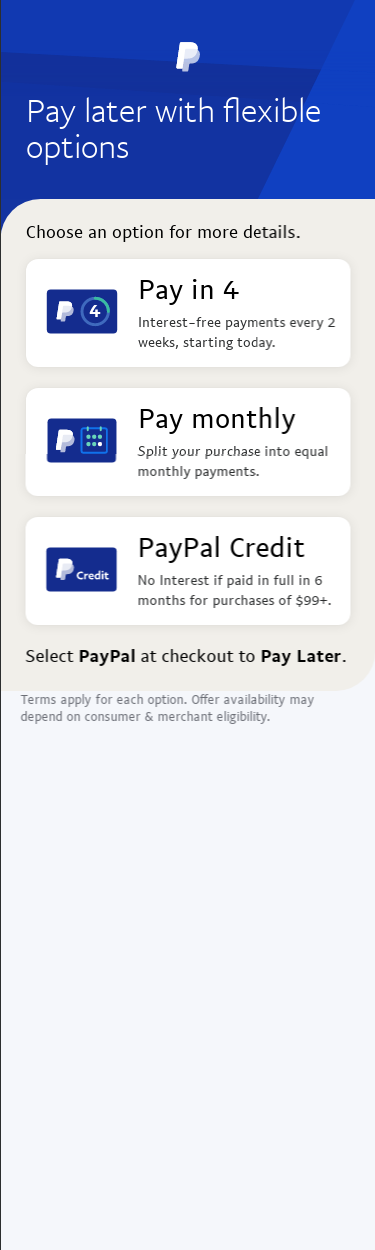 Pay later with flexible
options
Choose an option for more details.
4
Pay in 4
Interest-free payments every 2
weeks, starting today.
Pay monthly
Split your purchase into equal
monthly payments.
Credit
PayPal Credit
No Interest if paid in full in 6
months for purchases of $99+.
Select PayPal at checkout to Pay Later.
Terms apply for each option. Offer availability may
depend on consumer & merchant eligibility.